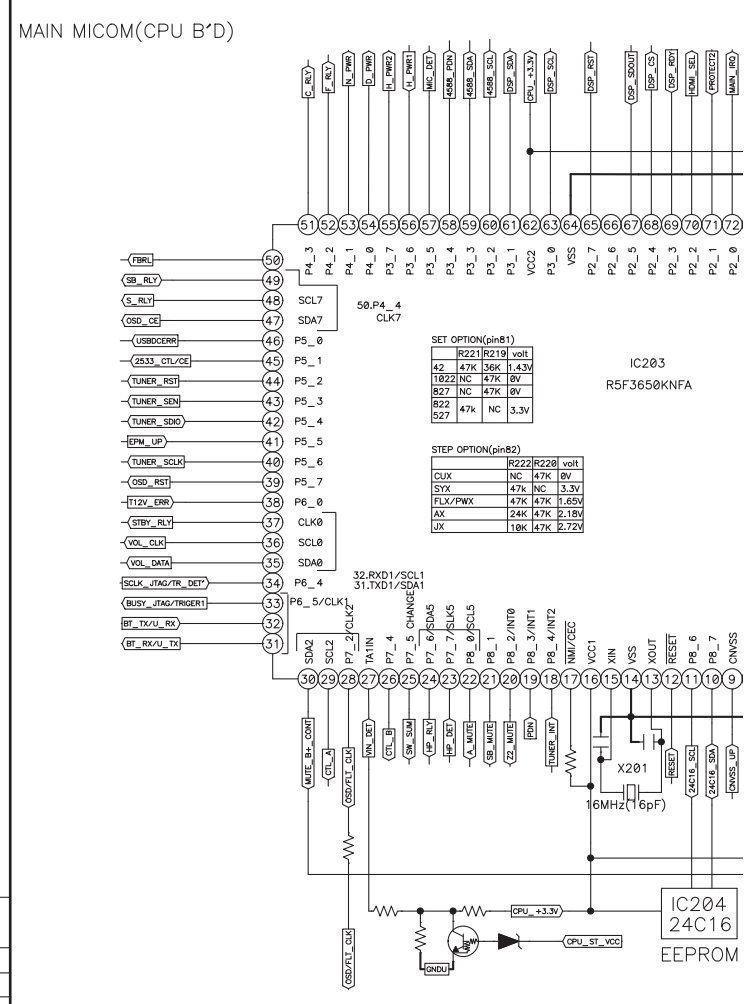 MAIN MICOM(CPU B'D)
C_RLY
F_RLY
N_PWR
D_PWR
H_PWR2
H_PWR1
MIC_DET
4588_PDN
4588_SDA
4588_SCL
DSP_SDA
CPU_+3.3V
DSP_SCL
DSP_RST
DSP_SDOUT
DSP_CS
DSP_RDY
HDMI_SEL
PROTECT2
MAIN_IRQ
51 52 53 54 55 56 57 58 59 60 61 62 63 64 65 66 67 68 69 70 71 72
P4_3
P4_2
P4_1
P4_0
P3_7
P3_6
P3_5
P3_4
P3_3
P3_2
P3_1
VCC2
P3_0
VSS
P2_7
P2_6
P2_5
P2_4
P2_3
P2_2
P2_1
P2_0
FBRL 50
SB_RLY 49
S_RLY 48 SCL7
OSD_CE 47 SDA7
50.P4_4
CLK7
USBDCERR 46 P5_0
2533_CTL/CE 45 P5_1
TUNER_RST 44 P5_2
TUNER_SEN 43 P5_3
TUNER_SDIO 42 P5_4
EPM_UP 41 P5_5
TUNER_SCLK 40 P5_6
OSD_RST 39 P5_7
T12V_ERR 38 P6_0
STBY_RLY 37 CLK0
VOL_CLK 36 SCL0
VOL_DATA 35 SDA0
SCLK_JTAG/TR_DET' 34 P6_4
BUSY_JTAG/TRIGER1 33 P6_5/CLK1
BT_TX/U_RX 32
BT_RX/U_TX 31
32.RXD1/SCL1
31.TXD1/SDA1
SET OPTION(pin81)
R221 R219 volt
42 47K 36K 1.43V
1022 NC 47K 0V
827 NC 47K 0V
822
527 47k NC 3.3V
IC203
R5F3650KNFA
STEP OPTION(pin82)
R222 R220 volt
CUX NC 47K 0V
SYX 47k NC 3.3V
FLX/PWX 47K 47K 1.65V
AX 24K 47K 2.18V
JX 10K 47K 2.72V
SDA2
SCL2
P7_2/CLK2
TA1IN
P7_4
P7_5 CHANGE
P7_6/SDA5
P7_7/SLK5
P8_0/SCL5
P8_1
P8_2/INT0
P8_3/INT1
P8_4/INT2
NMI/CEC
VCC1
XIN
VSS
XOUT
RESET
P8_6
P8_7
CNVSS
30 29 28 27 26 25 24 23 22 21 20 19 18 17 16 15 14 13 12 11 10 9
MUTE_B+_CONT
CTL_A
OSD/FLT_CLK
VIN_DET
CTL_B
SW_SUM
HP_RLY
HP_DET
A_MUTE
SB_MUTE
Z2_MUTE
PDN
TUNER_INT
RESET
24C16_SCL
24C16_SDA
CNVSS_UP
X201
16MHz(16pF)
OSD/FLT_CLK
CPU_+3.3V
GNDU
CPU_ST_VCC
IC204
24C16
EEPROM